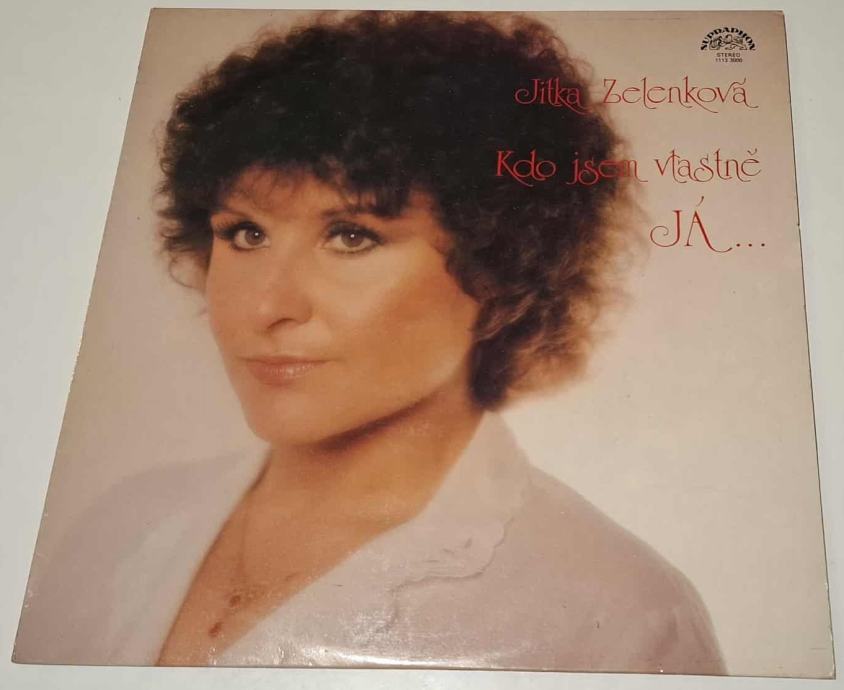 SUPRAPHON
STEREO
1113 3000
Jitka Zelenková
Kdo jsem vlastně
JÁ...